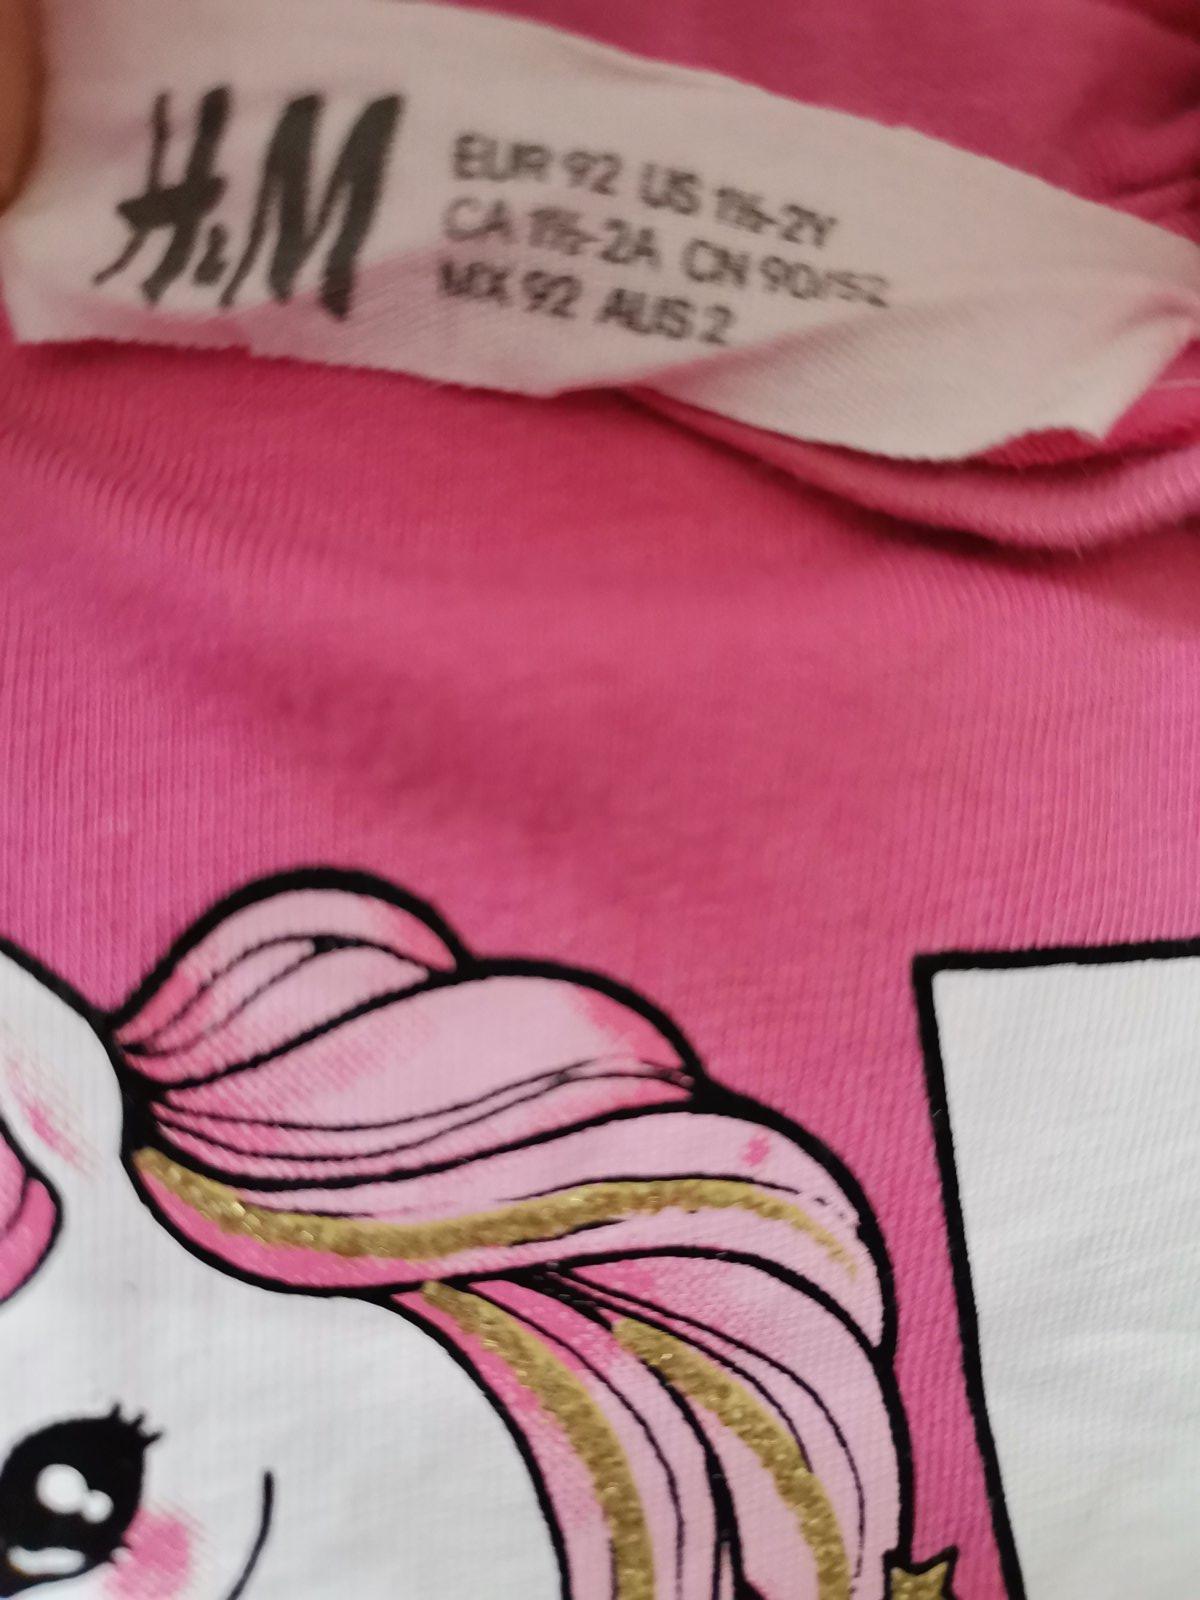 H&M
EUR 92 US 1½-2Y
CA 1½-2A CN 90/52
MX 92 AUS 2